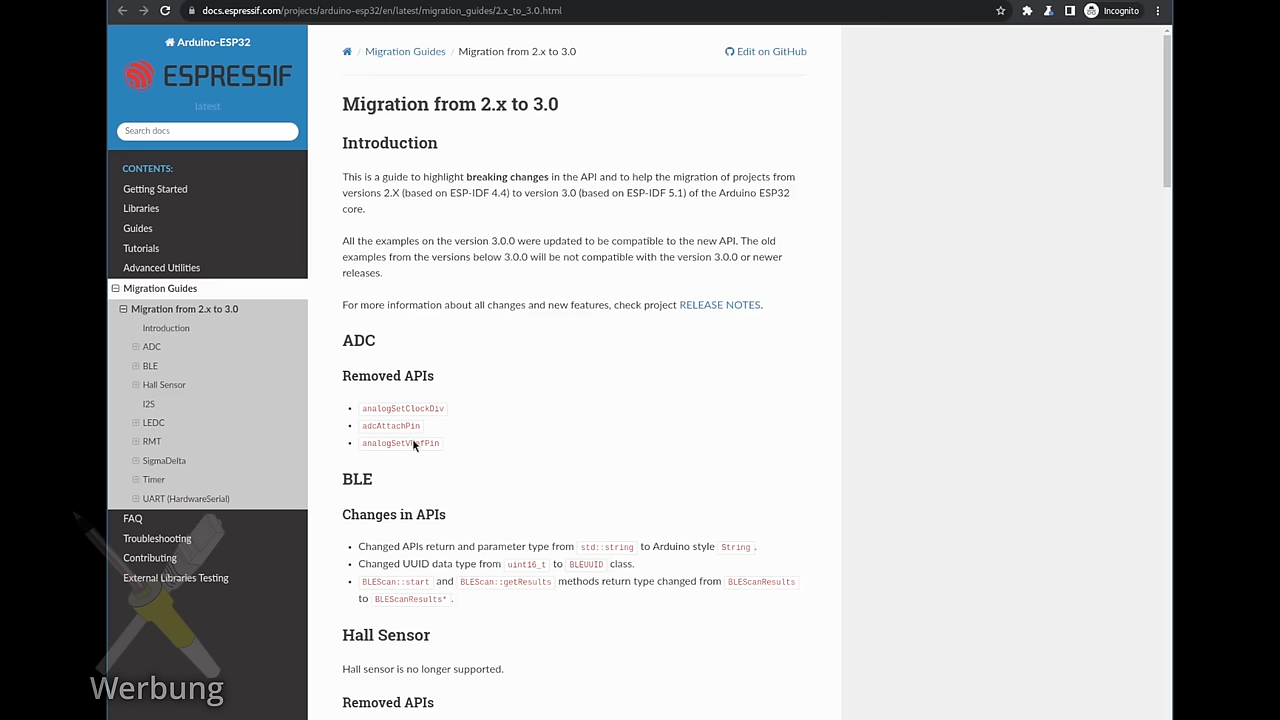 docs.espressif.com/projects/arduino-esp32/en/latest/migration_guides/2.x_to_3.0.html
Incognito
Arduino-ESP32
ESPRESSIF
latest
Search docs
CONTENTS:
Getting Started
Libraries
Guides
Tutorials
Advanced Utilities
Migration Guides
Migration from 2.x to 3.0
Introduction
ADC
BLE
Hall Sensor
I2S
LEDC
RMT
SigmaDelta
Timer
UART (HardwareSerial)
FAQ
Troubleshooting
Contributing
External Libraries Testing
Werbung
/ Migration Guides / Migration from 2.x to 3.0
Edit on GitHub
Migration from 2.x to 3.0
Introduction
This is a guide to highlight breaking changes in the API and to help the migration of projects from
versions 2.X (based on ESP-IDF 4.4) to version 3.0 (based on ESP-IDF 5.1) of the Arduino ESP32
core.
All the examples on the version 3.0.0 were updated to be compatible to the new API. The old
examples from the versions below 3.0.0 will be not compatible with the version 3.0.0 or newer
releases.
For more information about all changes and new features, check project RELEASE NOTES.
ADC
Removed APIs
• analogSetClockDiv
• adcAttachPin
• analogSetVRefPin
BLE
Changes in APIs
• Changed APIs return and parameter type from std::string to Arduino style String.
• Changed UUID data type from uint16_t to BLEUUID class.
• BLEScan::start and BLEScan::getResults methods return type changed from BLEScanResults
to BLEScanResults*.
Hall Sensor
Hall sensor is no longer supported.
Removed APIs